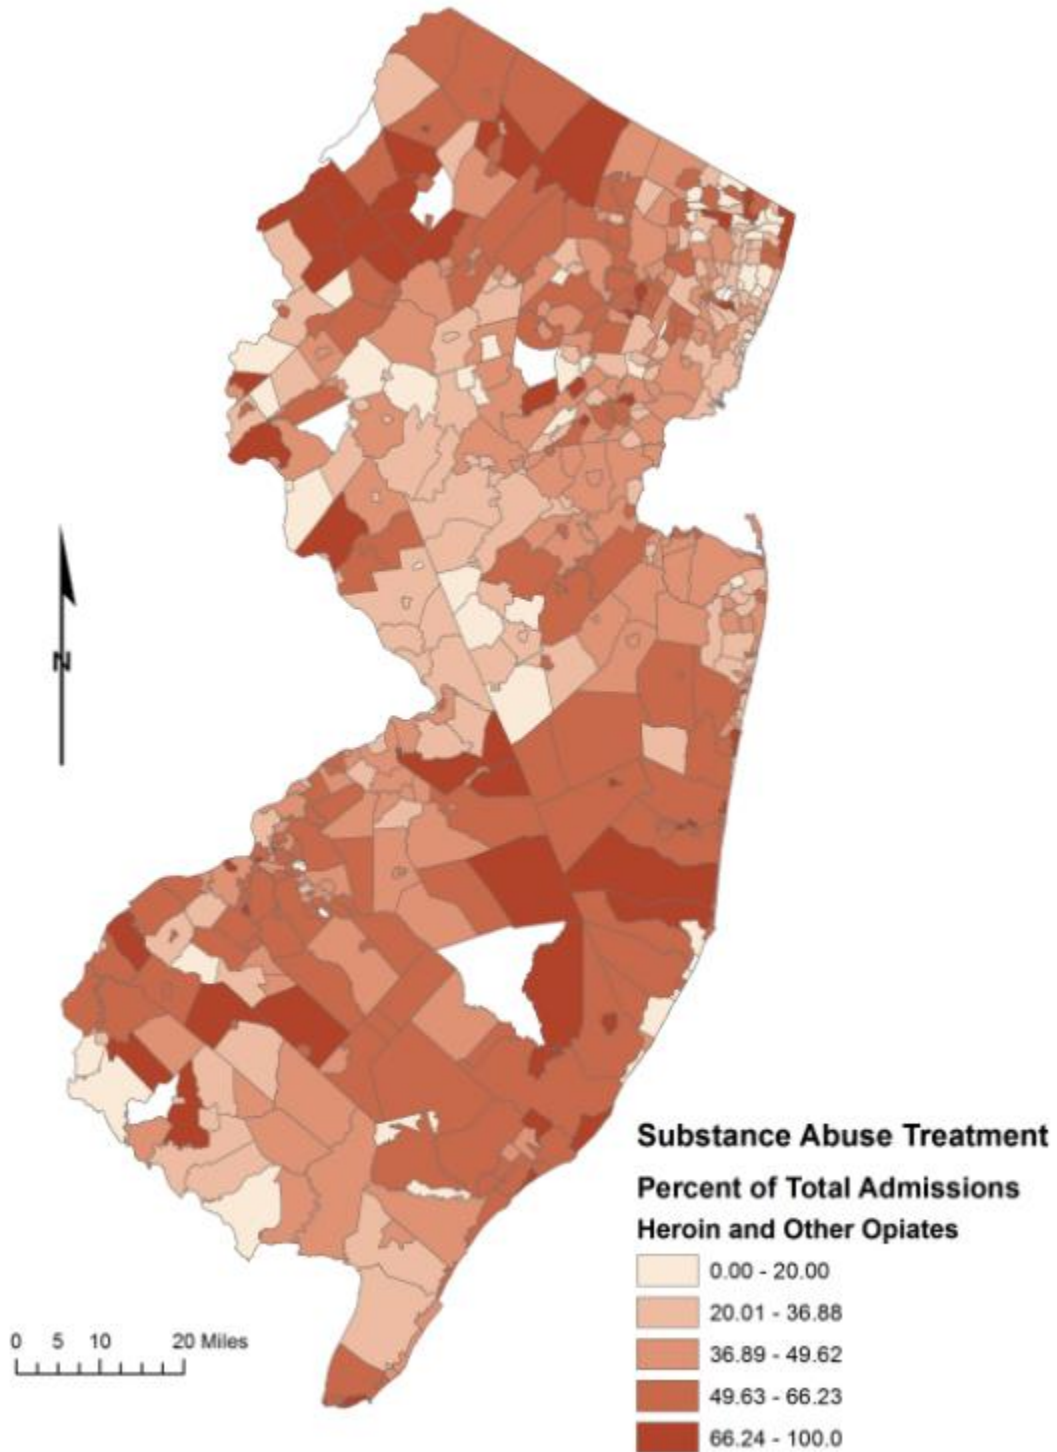 N
Substance Abuse Treatment
Percent of Total Admissions
Heroin and Other Opiates
0.00 - 20.00
20.01 - 36.88
36.89 - 49.62
49.63 - 66.23
66.24 - 100.0
0 5 10 20 Miles